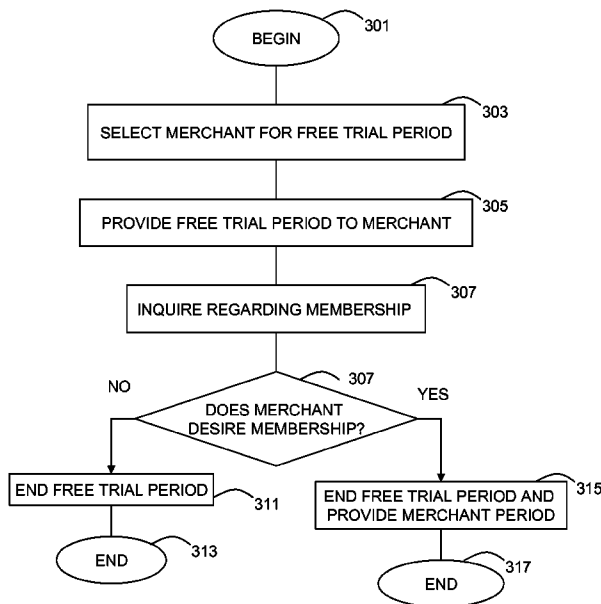 BEGIN
301
303
SELECT MERCHANT FOR FREE TRIAL PERIOD
305
PROVIDE FREE TRIAL PERIOD TO MERCHANT
307
INQUIRE REGARDING MEMBERSHIP
307
NO
YES
DOES MERCHANT
DESIRE MEMBERSHIP?
END FREE TRIAL PERIOD
311
END FREE TRIAL PERIOD AND
PROVIDE MERCHANT PERIOD
315
END
313
END
317